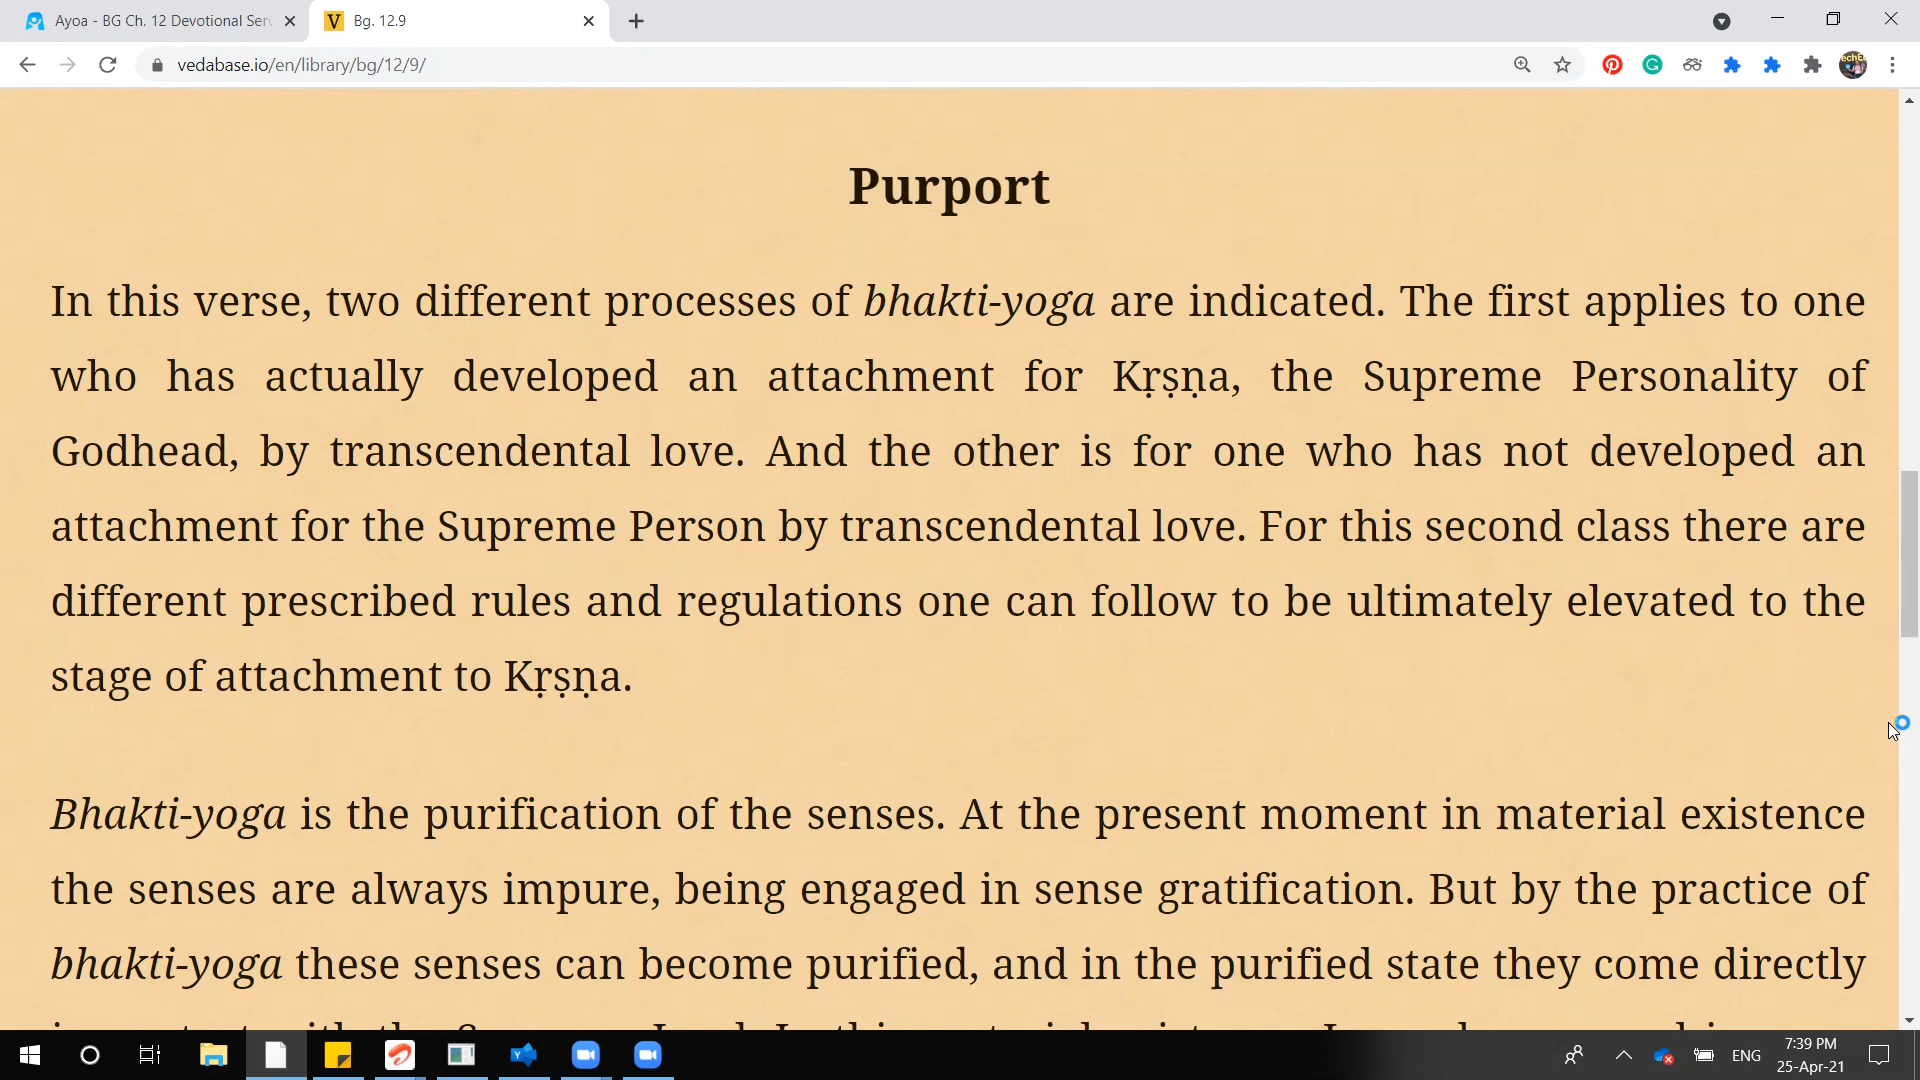 Ayoa - BG Ch. 12 Devotional Ser
Bg. 12.9
vedabase.io/en/library/bg/12/9/
Purport
In this verse, two different processes of bhakti-yoga are indicated. The first applies to one
who has actually developed an attachment for Kṛṣṇa, the Supreme Personality of
Godhead, by transcendental love. And the other is for one who has not developed an
attachment for the Supreme Person by transcendental love. For this second class there are
different prescribed rules and regulations one can follow to be ultimately elevated to the
stage of attachment to Kṛṣṇa.
Bhakti-yoga is the purification of the senses. At the present moment in material existence
the senses are always impure, being engaged in sense gratification. But by the practice of
bhakti-yoga these senses can become purified, and in the purified state they come directly
ENG
7:39 PM
25-Apr-21